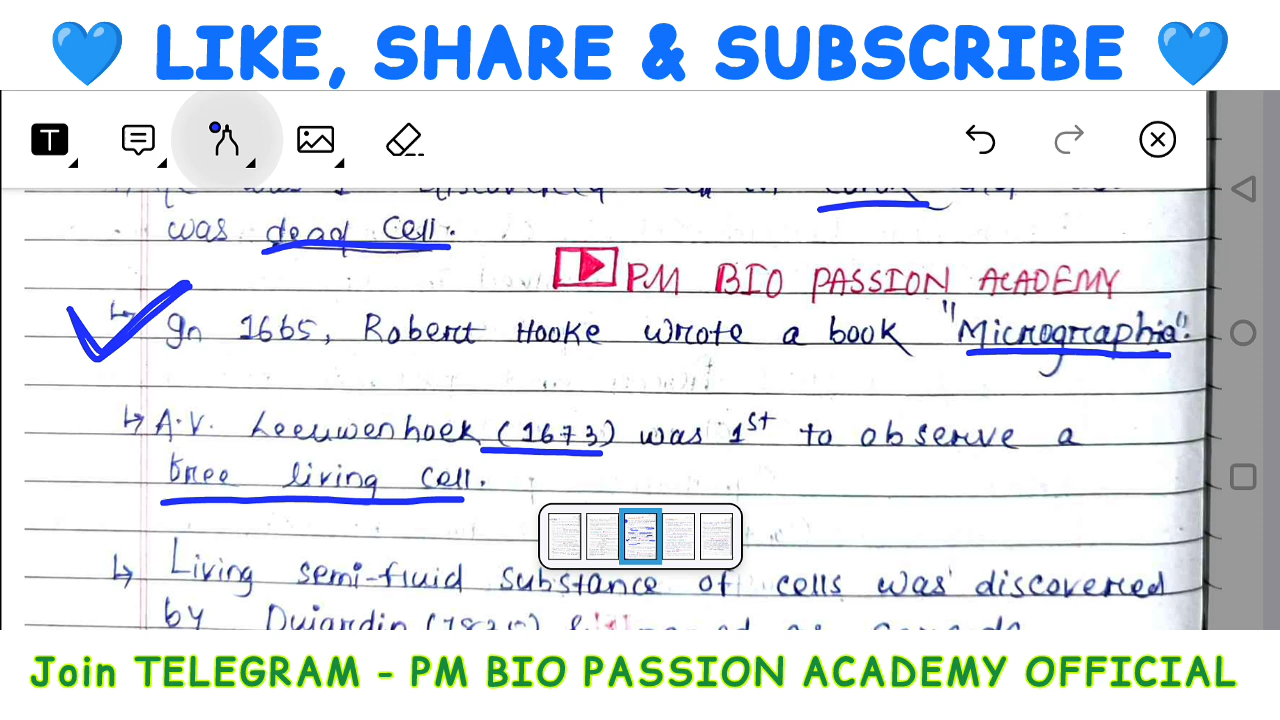 LIKE, SHARE & SUBSCRIBE
T
was dead cell.
PM BIO PASSION ACADEMY
In 1665, Robert Hooke wrote a book "Micrographia".
A.V. Leeuwenhoek (1673) was 1st to observe a
free living cell.
Living semi-fluid substance of cells was discovered
by Dujardin
Join TELEGRAM - PM BIO PASSION ACADEMY OFFICIAL